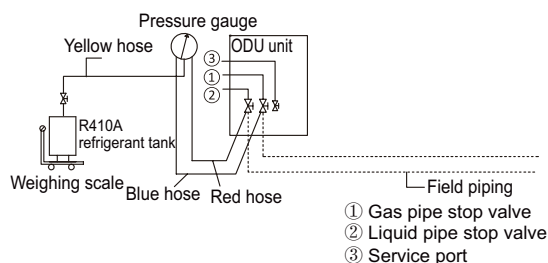 Pressure gauge
Yellow hose
ODU unit
③
①
②
R410A
refrigerant tank
Weighing scale
Blue hose
Red hose
Field piping
① Gas pipe stop valve
② Liquid pipe stop valve
③ Service port